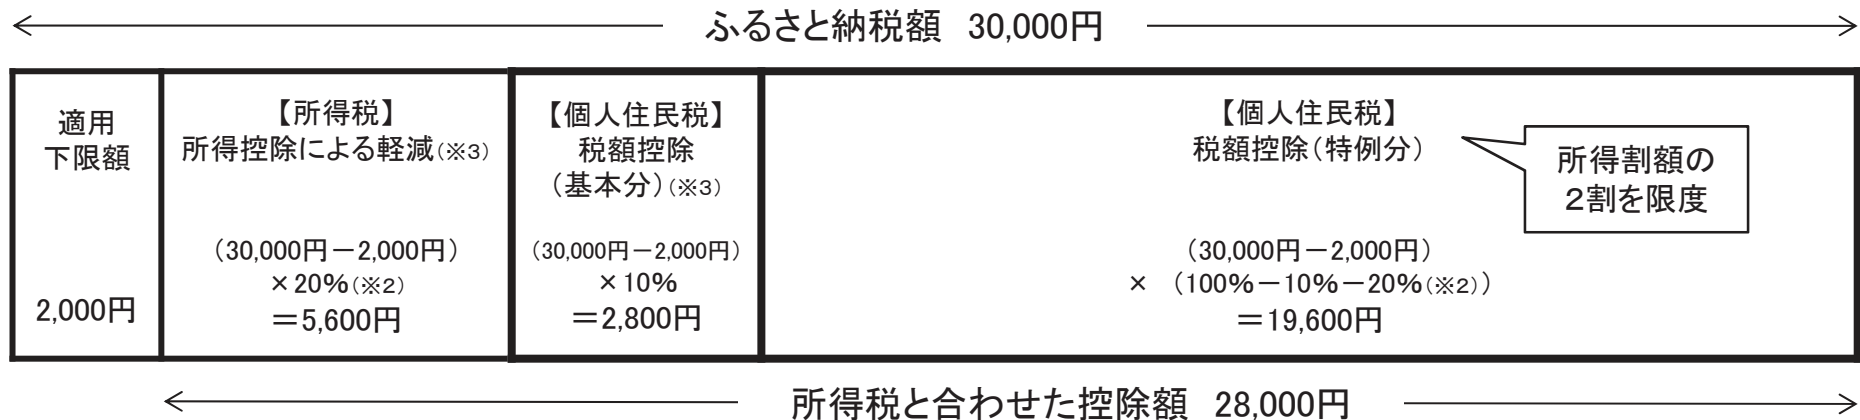 ふるさと納税額 30,000円
適用
下限額
2,000円
【所得税】
所得控除による軽減(※3)
(30,000円－2,000円)
×20%(※2)
＝5,600円
【個人住民税】
税額控除
(基本分)(※3)
(30,000円－2,000円)
×10%
＝2,800円
【個人住民税】
税額控除(特例分)
(30,000円－2,000円)
× (100%－10%－20%(※2))
＝19,600円
所得割額の
2割を限度
所得税と合わせた控除額 28,000円